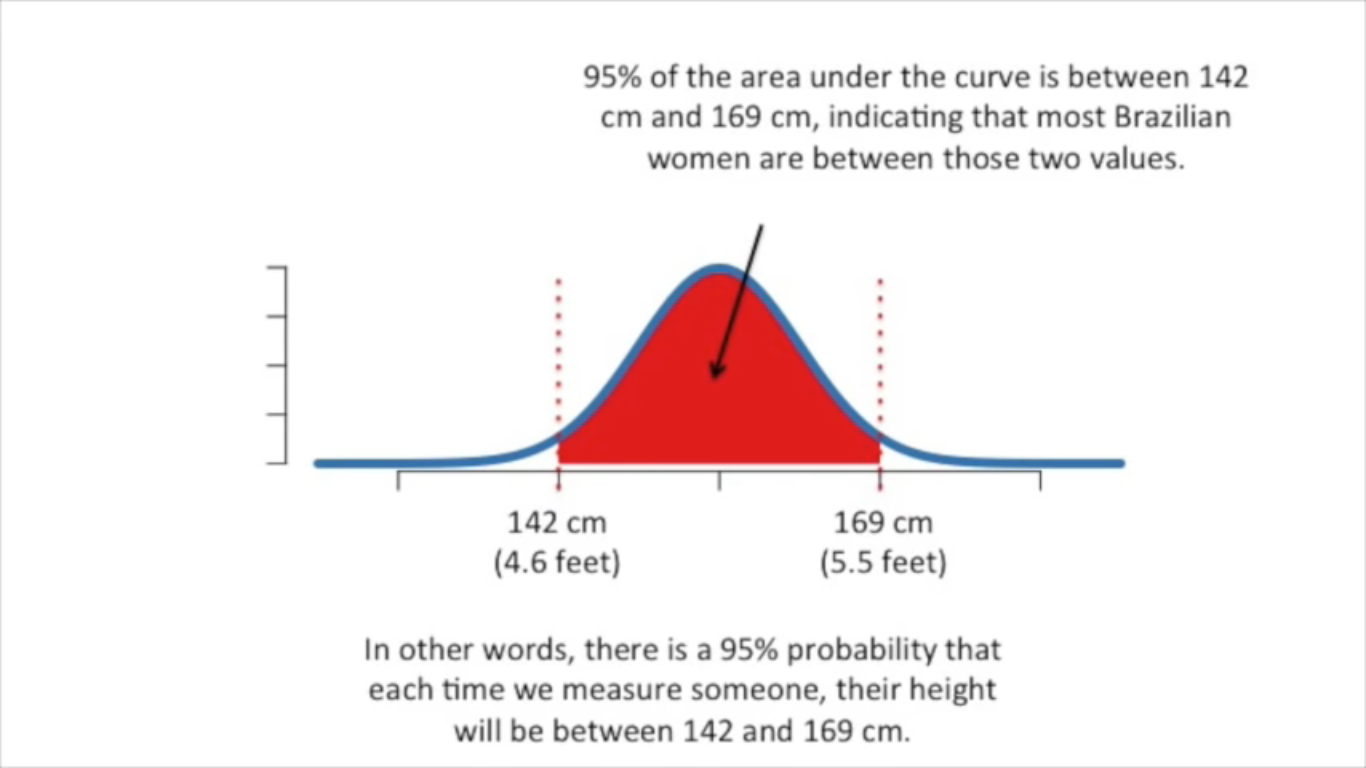 95% of the area under the curve is between 142
cm and 169 cm, indicating that most Brazilian
women are between those two values.
142 cm
(4.6 feet)
169 cm
(5.5 feet)
In other words, there is a 95% probability that
each time we measure someone, their height
will be between 142 and 169 cm.